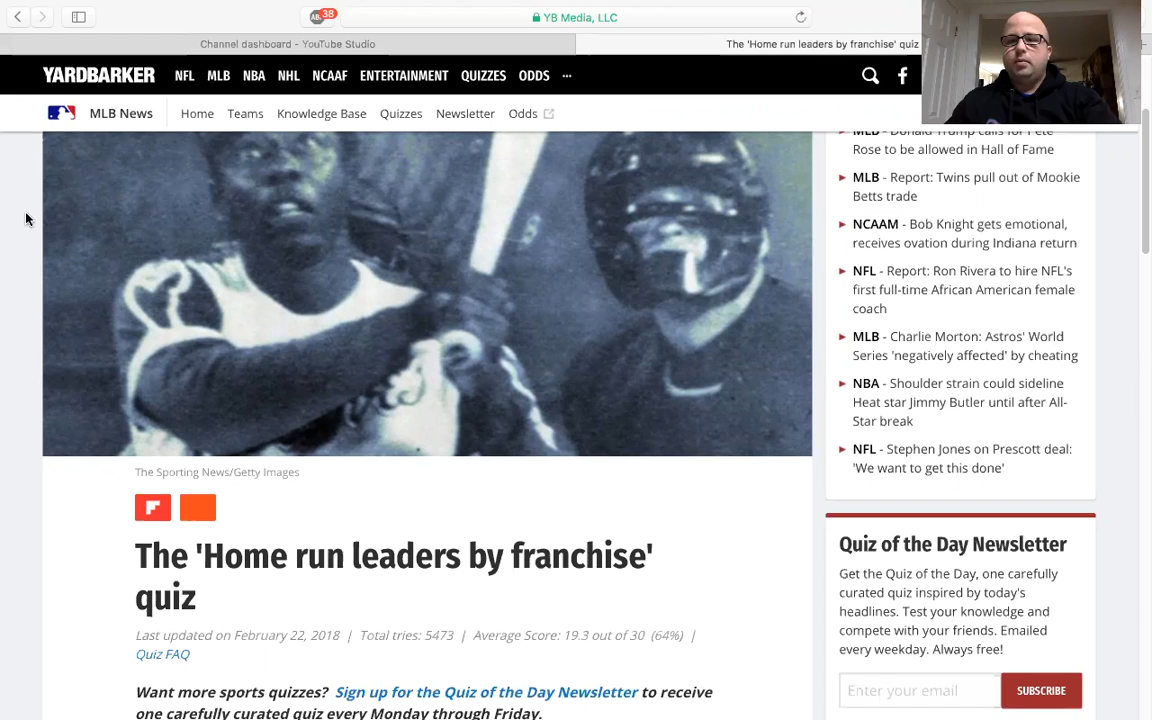 38
YB Media, LLC
Channel dashboard - YouTube Studio
The 'Home run leaders by franchise' quiz
YARDBARKER NFL MLB NBA NHL NCAAF ENTERTAINMENT QUIZZES ODDS ...
MLB News Home Teams Knowledge Base Quizzes Newsletter Odds
MLB - Donald Trump calls for Pete
Rose to be allowed in Hall of Fame
MLB - Report: Twins pull out of Mookie
Betts trade
NCAAM - Bob Knight gets emotional,
receives ovation during Indiana return
NFL - Report: Ron Rivera to hire NFL's
first full-time African American female
coach
MLB - Charlie Morton: Astros' World
Series 'negatively affected' by cheating
NBA - Shoulder strain could sideline
Heat star Jimmy Butler until after All-
Star break
NFL - Stephen Jones on Prescott deal:
'We want to get this done'
The Sporting News/Getty Images
The 'Home run leaders by franchise'
quiz
Last updated on February 22, 2018 | Total tries: 5473 | Average Score: 19.3 out of 30 (64%) |
Quiz FAQ
Want more sports quizzes? Sign up for the Quiz of the Day Newsletter to receive
one carefully curated quiz every Monday through Friday.
Quiz of the Day Newsletter
Get the Quiz of the Day, one carefully
curated quiz inspired by today's
headlines. Test your knowledge and
compete with your friends. Emailed
every weekday. Always free!
Enter your email SUBSCRIBE